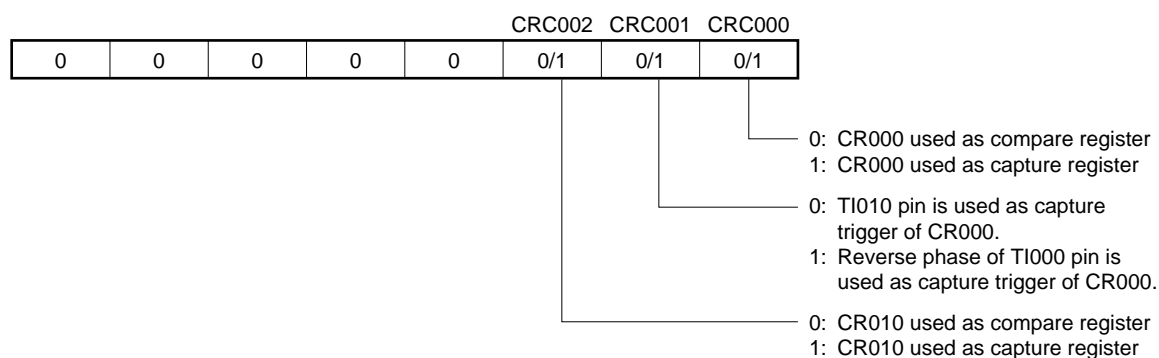 CRC002 CRC001 CRC000
0 0 0 0 0 0/1 0/1 0/1
0: CR000 used as compare register
1: CR000 used as capture register
0: TI010 pin is used as capture
trigger of CR000.
1: Reverse phase of TI000 pin is
used as capture trigger of CR000.
0: CR010 used as compare register
1: CR010 used as capture register